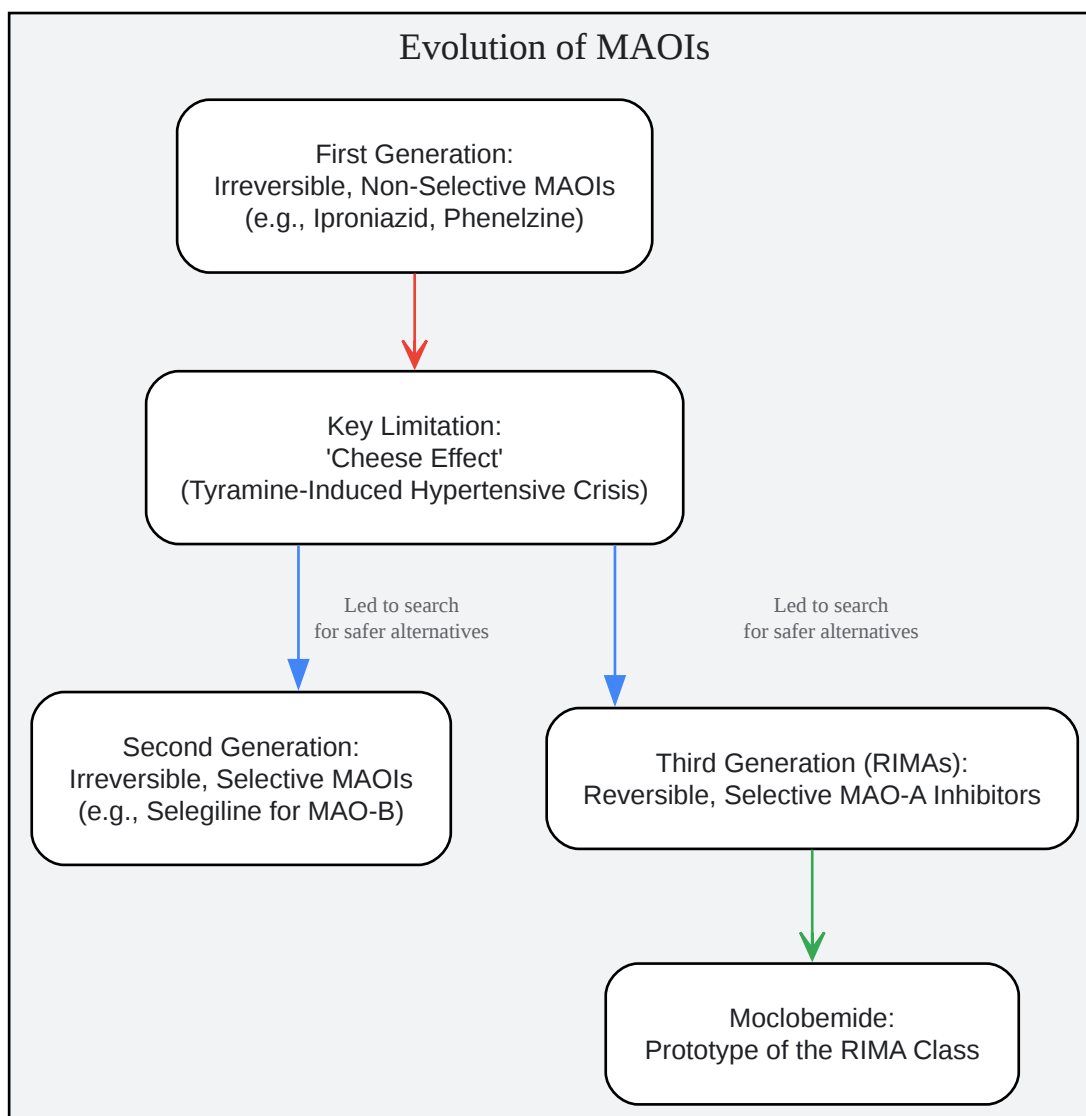 Evolution of MAOIs
First Generation:
Irreversible, Non-Selective MAOIs
(e.g., Iproniazid, Phenelzine)
Key Limitation:
'Cheese Effect'
(Tyramine-Induced Hypertensive Crisis)
Led to search
for safer alternatives
Led to search
for safer alternatives
Second Generation:
Irreversible, Selective MAOIs
(e.g., Selegiline for MAO-B)
Third Generation (RIMAs):
Reversible, Selective MAO-A Inhibitors
Moclobemide:
Prototype of the RIMA Class